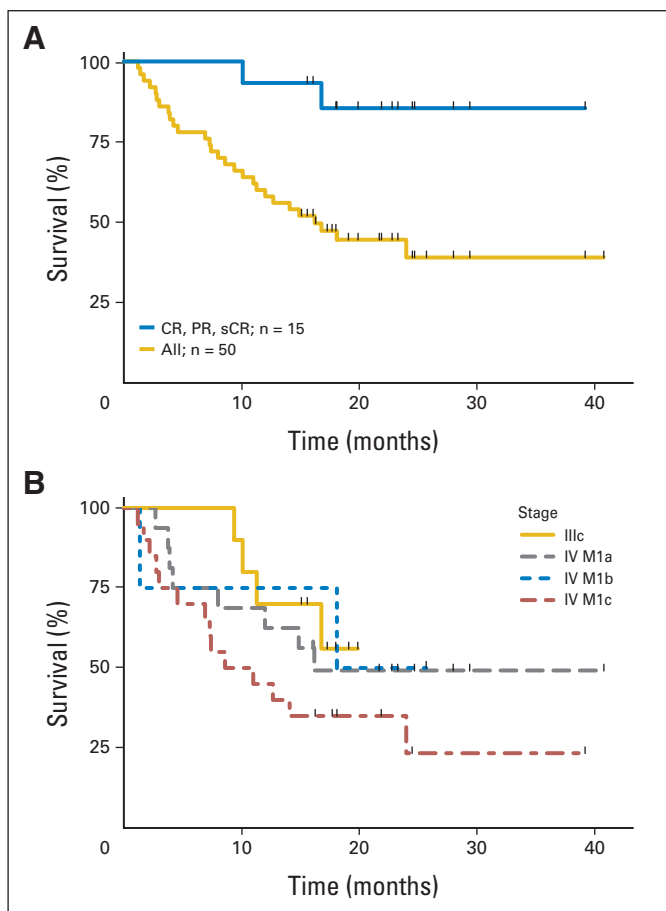 A
100
75
50
25
0
10
20
30
40
Survival (%)
CR, PR, sCR; n = 15
All; n = 50
Time (months)
B
100
75
50
25
0
10
20
30
40
Survival (%)
Stage
IIIc
IV M1a
IV M1b
IV M1c
Time (months)